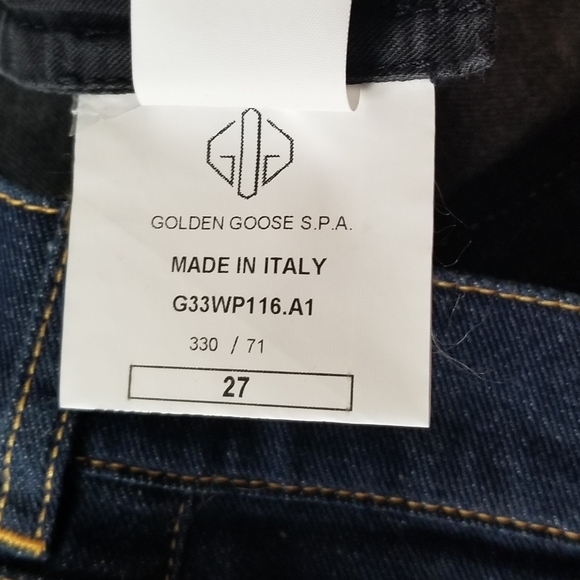 GOLDEN GOOSE S.P.A.
MADE IN ITALY
G33WP116.A1
330 / 71
27